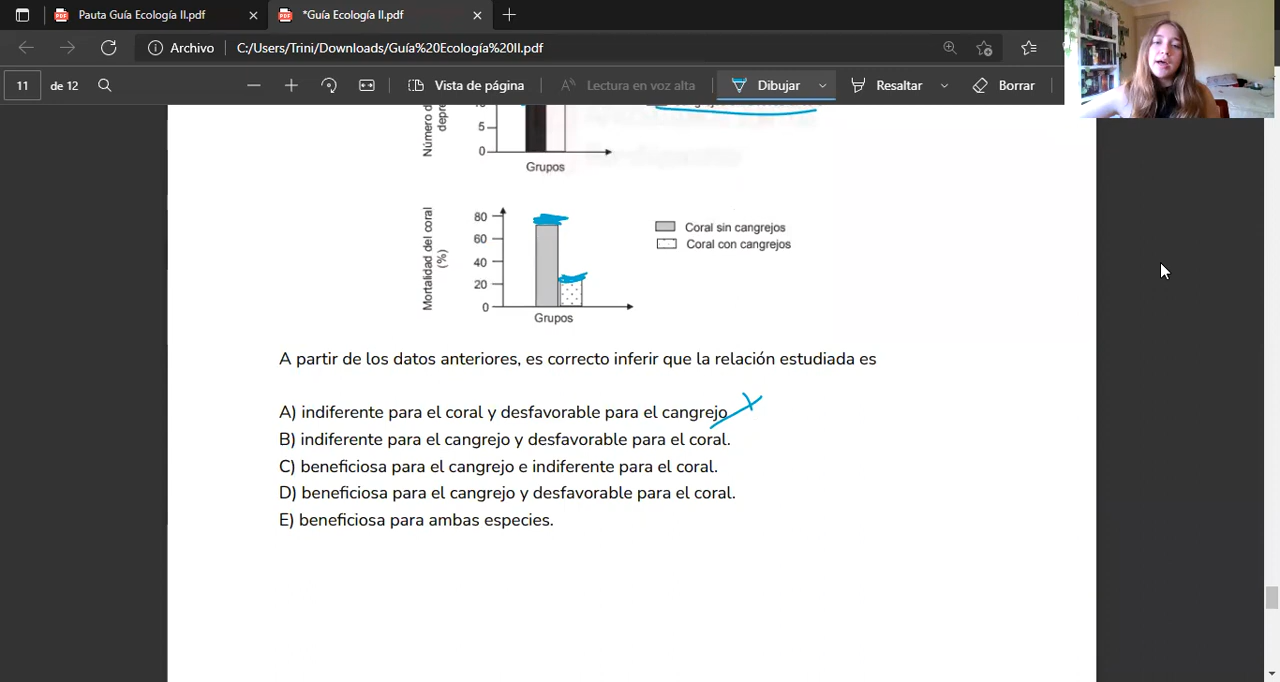 Pauta Guía Ecología II.pdf
*Guía Ecología II.pdf
Archivo
C:/Users/Trini/Downloads/Guía%20Ecología%20II.pdf
11
de 12
Vista de página
Lectura en voz alta
Dibujar
Resaltar
Borrar
Número d
depre
10
5
0
Grupos
Mortalidad del coral
(%)
80
60
40
20
0
Grupos
Coral sin cangrejos
Coral con cangrejos
A partir de los datos anteriores, es correcto inferir que la relación estudiada es
A) indiferente para el coral y desfavorable para el cangrejo
B) indiferente para el cangrejo y desfavorable para el coral.
C) beneficiosa para el cangrejo e indiferente para el coral.
D) beneficiosa para el cangrejo y desfavorable para el coral.
E) beneficiosa para ambas especies.